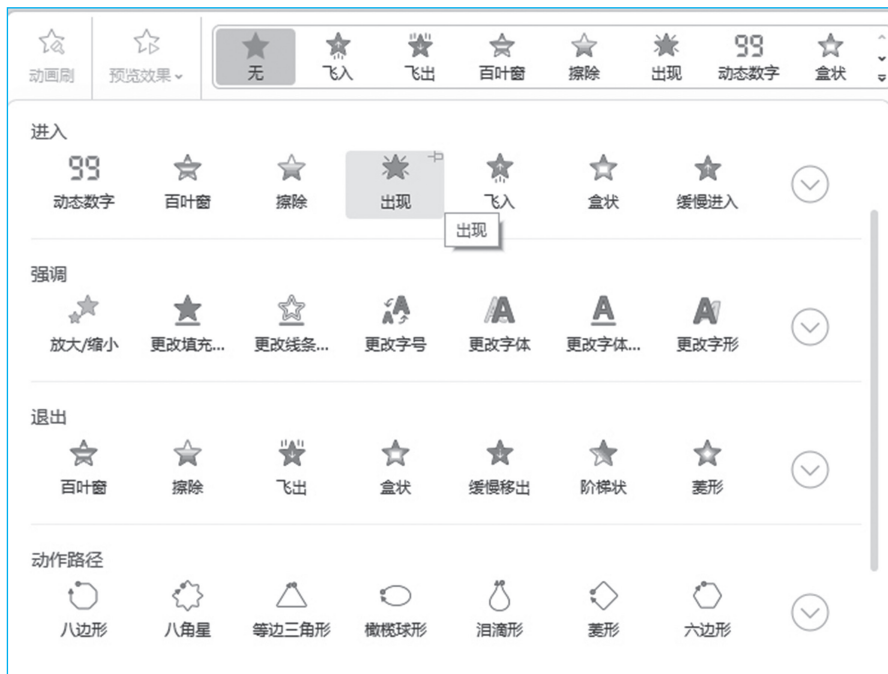 动画刷 预览效果 无 飞入 飞出 百叶窗 擦除 出现 动态数字 盒状
进入
动态数字 百叶窗 擦除 出现 飞入 盒状 缓慢进入
出现
强调
放大/缩小 更改填充... 更改线条... 更改字号 更改字体 更改字体... 更改字形
退出
百叶窗 擦除 飞出 盒状 缓慢移出 阶梯状 菱形
动作路径
八边形 八角星 等边三角形 橄榄球形 泪滴形 菱形 六边形